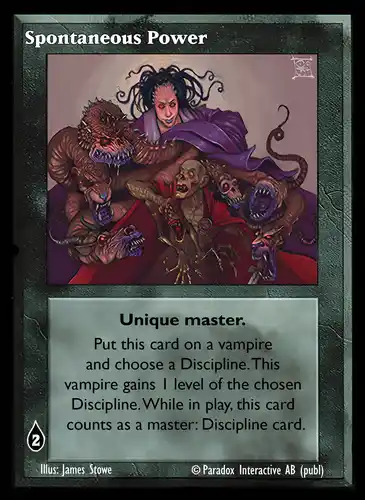 Spontaneous Power
Unique master.
Put this card on a vampire
and choose a Discipline. This
vampire gains 1 level of the chosen
Discipline. While in play, this card
counts as a master: Discipline card.
2
Illus: James Stowe
© Paradox Interactive AB (publ)